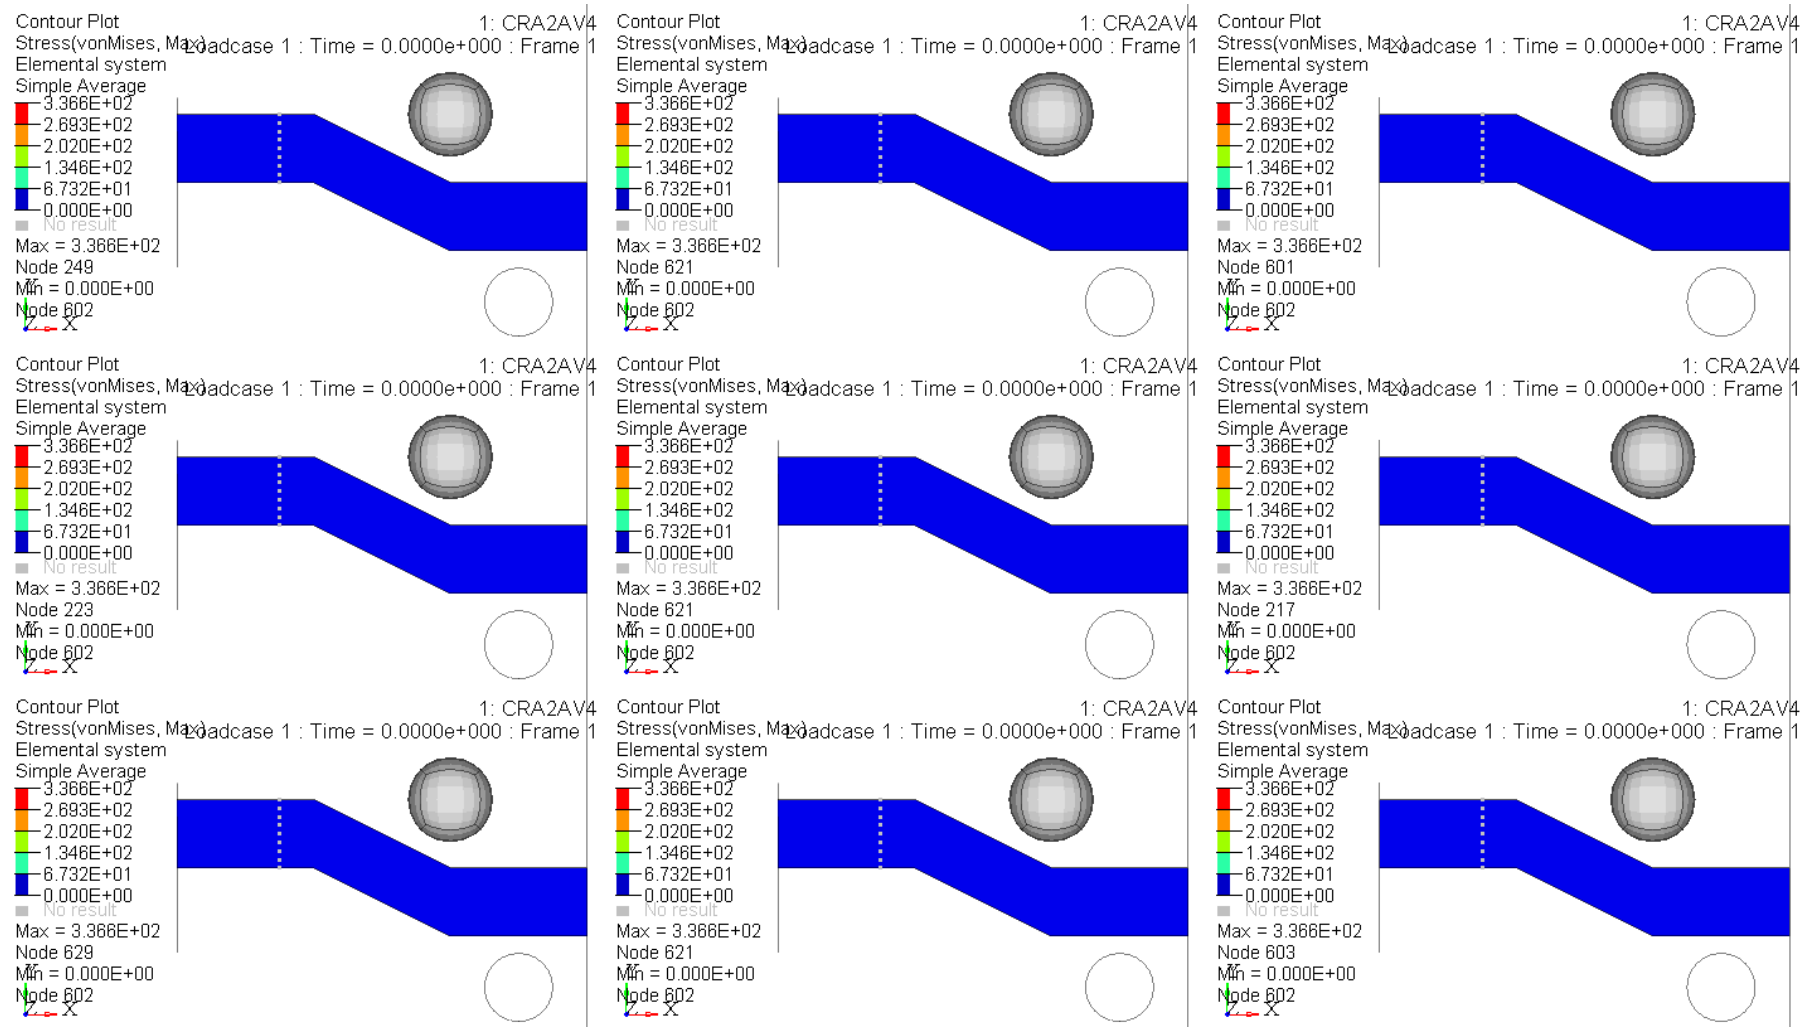 Contour Plot
1: CRA2AV4
Stress(vonMises, Max)
Loadcase 1 : Time = 0.0000e+000 : Frame 1
Elemental system
Simple Average
3.366E+02
2.693E+02
2.020E+02
1.346E+02
6.732E+01
0.000E+00
No result
Max = 3.366E+02
Node 249
Min = 0.000E+00
Node 602
Y
Z X
Contour Plot
1: CRA2AV4
Stress(vonMises, Max)
Loadcase 1 : Time = 0.0000e+000 : Frame 1
Elemental system
Simple Average
3.366E+02
2.693E+02
2.020E+02
1.346E+02
6.732E+01
0.000E+00
No result
Max = 3.366E+02
Node 621
Min = 0.000E+00
Node 602
Y
Z X
Contour Plot
1: CRA2AV4
Stress(vonMises, Max)
Loadcase 1 : Time = 0.0000e+000 : Frame 1
Elemental system
Simple Average
3.366E+02
2.693E+02
2.020E+02
1.346E+02
6.732E+01
0.000E+00
No result
Max = 3.366E+02
Node 601
Min = 0.000E+00
Node 602
Y
Z X
Contour Plot
1: CRA2AV4
Stress(vonMises, Max)
Loadcase 1 : Time = 0.0000e+000 : Frame 1
Elemental system
Simple Average
3.366E+02
2.693E+02
2.020E+02
1.346E+02
6.732E+01
0.000E+00
No result
Max = 3.366E+02
Node 223
Min = 0.000E+00
Node 602
Y
Z X
Contour Plot
1: CRA2AV4
Stress(vonMises, Max)
Loadcase 1 : Time = 0.0000e+000 : Frame 1
Elemental system
Simple Average
3.366E+02
2.693E+02
2.020E+02
1.346E+02
6.732E+01
0.000E+00
No result
Max = 3.366E+02
Node 621
Min = 0.000E+00
Node 602
Y
Z X
Contour Plot
1: CRA2AV4
Stress(vonMises, Max)
Loadcase 1 : Time = 0.0000e+000 : Frame 1
Elemental system
Simple Average
3.366E+02
2.693E+02
2.020E+02
1.346E+02
6.732E+01
0.000E+00
No result
Max = 3.366E+02
Node 217
Min = 0.000E+00
Node 602
Y
Z X
Contour Plot
1: CRA2AV4
Stress(vonMises, Max)
Loadcase 1 : Time = 0.0000e+000 : Frame 1
Elemental system
Simple Average
3.366E+02
2.693E+02
2.020E+02
1.346E+02
6.732E+01
0.000E+00
No result
Max = 3.366E+02
Node 629
Min = 0.000E+00
Node 602
Y
Z X
Contour Plot
1: CRA2AV4
Stress(vonMises, Max)
Loadcase 1 : Time = 0.0000e+000 : Frame 1
Elemental system
Simple Average
3.366E+02
2.693E+02
2.020E+02
1.346E+02
6.732E+01
0.000E+00
No result
Max = 3.366E+02
Node 621
Min = 0.000E+00
Node 602
Y
Z X
Contour Plot
1: CRA2AV4
Stress(vonMises, Max)
Loadcase 1 : Time = 0.0000e+000 : Frame 1
Elemental system
Simple Average
3.366E+02
2.693E+02
2.020E+02
1.346E+02
6.732E+01
0.000E+00
No result
Max = 3.366E+02
Node 603
Min = 0.000E+00
Node 602
Y
Z X